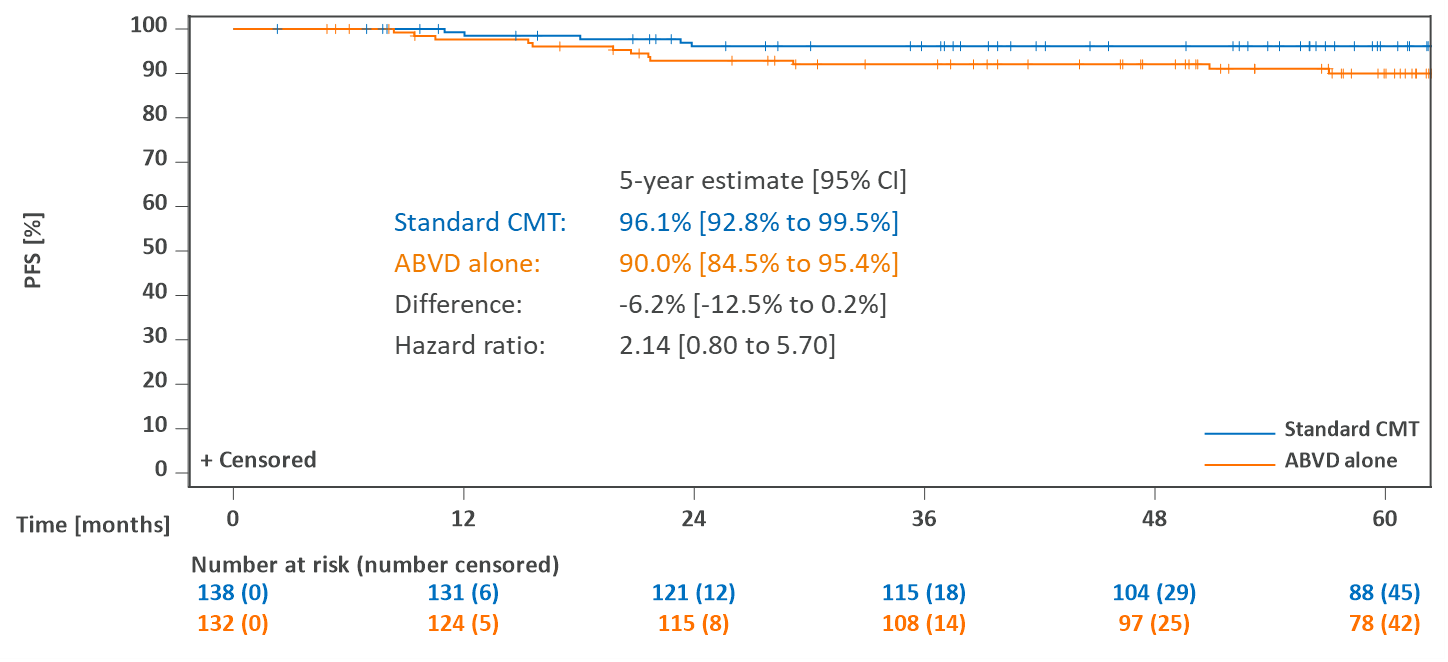 100
90
80
70
60
50
40
30
20
10
0
PFS [%]
5-year estimate [95% CI]
Standard CMT: 96.1% [92.8% to 99.5%]
ABVD alone: 90.0% [84.5% to 95.4%]
Difference: -6.2% [-12.5% to 0.2%]
Hazard ratio: 2.14 [0.80 to 5.70]
Standard CMT
ABVD alone
+ Censored
Time [months] 0 12 24 36 48 60
Number at risk (number censored)
138 (0) 131 (6) 121 (12) 115 (18) 104 (29) 88 (45)
132 (0) 124 (5) 115 (8) 108 (14) 97 (25) 78 (42)